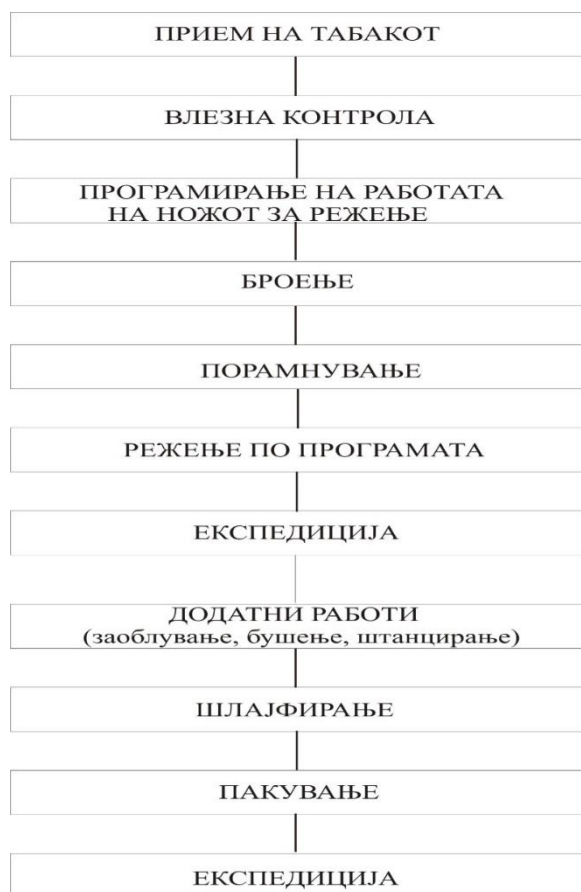 ПРИЕМ НА ТАБАКОТ
ВЛЕЗНА КОНТРОЛА
ПРОГРАМИРАЊЕ НА РАБОТАТА
НА НОЖОТ ЗА РЕЖЕЊЕ
БРОЕЊЕ
ПОРАМНУВАЊЕ
РЕЖЕЊЕ ПО ПРОГРАМАТА
ЕКСПЕДИЦИЈА
ДОДАТНИ РАБОТИ
(заоблување, бушење, штанцирање)
ШЛАЈФИРАЊЕ
ПАКУВАЊЕ
ЕКСПЕДИЦИЈА